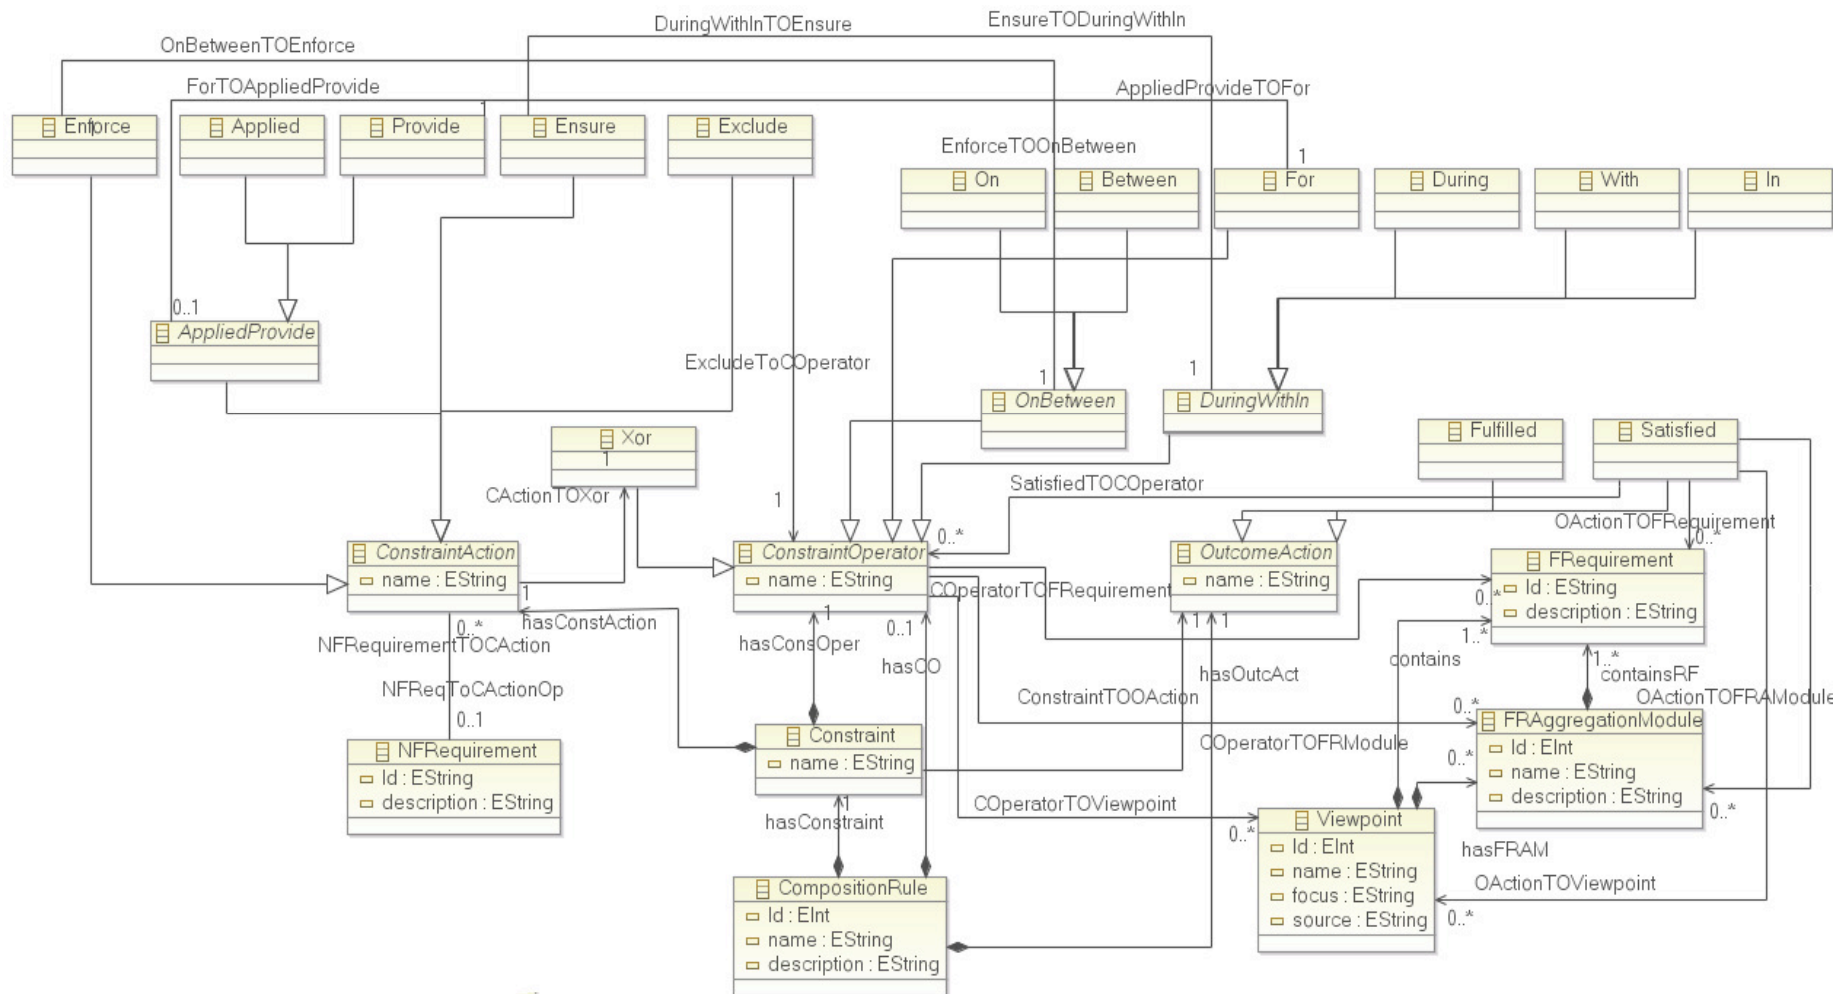 DuringWithInTOEnsure
EnsureTODuringWithIn
OnBetweenTOEnforce
ForTOAppliedProvide
1
AppliedProvideTOFor
Enforce
Applied
Provide
Ensure
Exclude
EnforceTOOnBetween
1
On
Between
For
During
With
In
0..1
AppliedProvide
ExcludeToCOperator
1
1
OnBetween
DuringWithIn
Xor
1
Fulfilled
Satisfied
CActionTOXor
1
SatisfiedTOCOperator
0..*
OActionTOFRequirement
0..*
ConstraintAction
name : EString
ConstraintOperator
name : EString
OutcomeAction
name : EString
FRequirement
Id : EString
description : EString
1
hasConstAction
COperatorTOFRequirement
0..*
0..*
NFRequirementTOCAction
1
hasConsOper
0..1
hasCO
1
1
hasOutcAct
1..*
contains
1..*
containsRF
NFReqToCActionOp
0..1
ConstraintTOOAction
0..*
OActionTOFRAModule
NFRequirement
Id : EString
description : EString
Constraint
name : EString
COperatorTOFRModule
0..*
FRAggregationModule
Id : EInt
name : EString
description : EString
1
hasConstraint
COperatorTOViewpoint
0..*
0..*
Viewpoint
Id : EInt
name : EString
focus : EString
source : EString
hasFRAM
OActionTOViewpoint
0..*
CompositionRule
Id : EInt
name : EString
description : EString